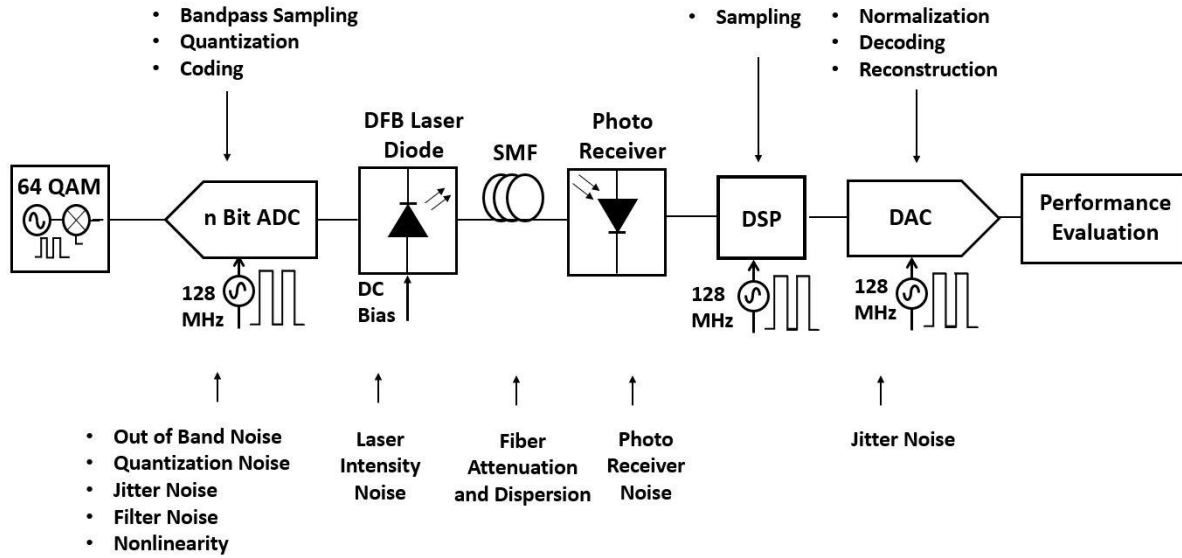 • Bandpass Sampling
• Quantization
• Coding
• Sampling
• Normalization
• Decoding
• Reconstruction
64 QAM
n Bit ADC
128
MHz
DFB Laser
Diode
DC
Bias
SMF
Photo
Receiver
DSP
128
MHz
DAC
128
MHz
Performance
Evaluation
• Out of Band Noise
• Quantization Noise
• Jitter Noise
• Filter Noise
• Nonlinearity
Laser
Intensity
Noise
Fiber
Attenuation
and Dispersion
Photo
Receiver
Noise
Jitter Noise